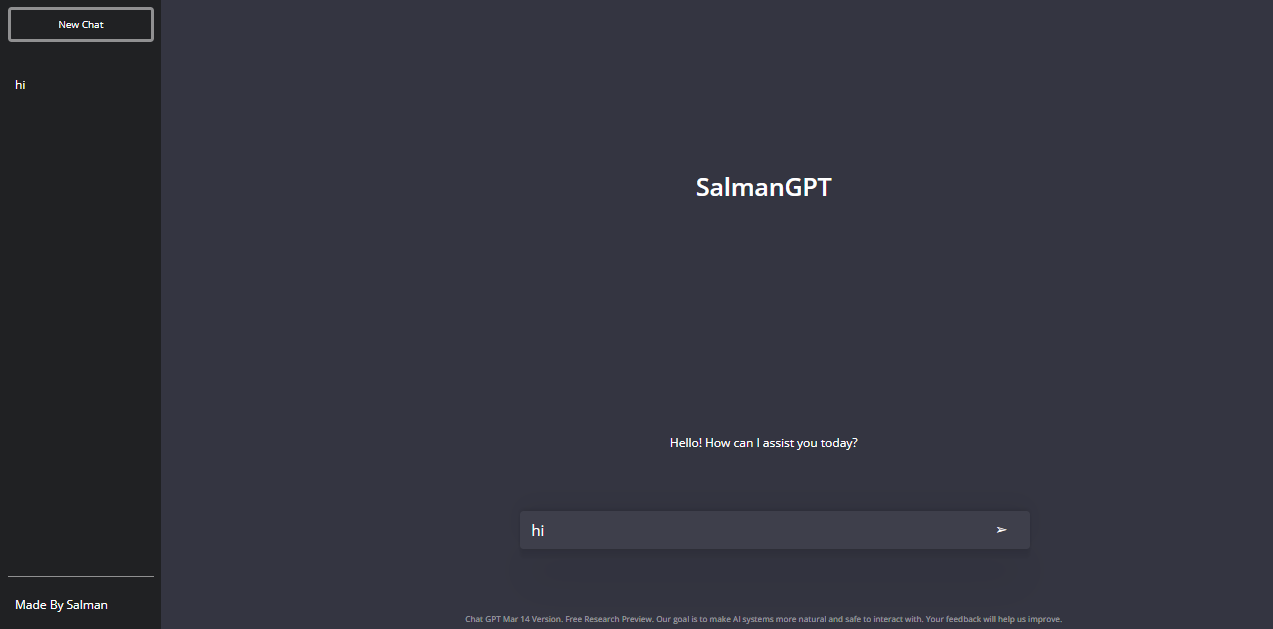 New Chat
hi
Made By Salman
SalmanGPT
Hello! How can I assist you today?
hi
Chat GPT Mar 14 Version. Free Research Preview. Our goal is to make AI systems more natural and safe to interact with. Your feedback will help us improve.